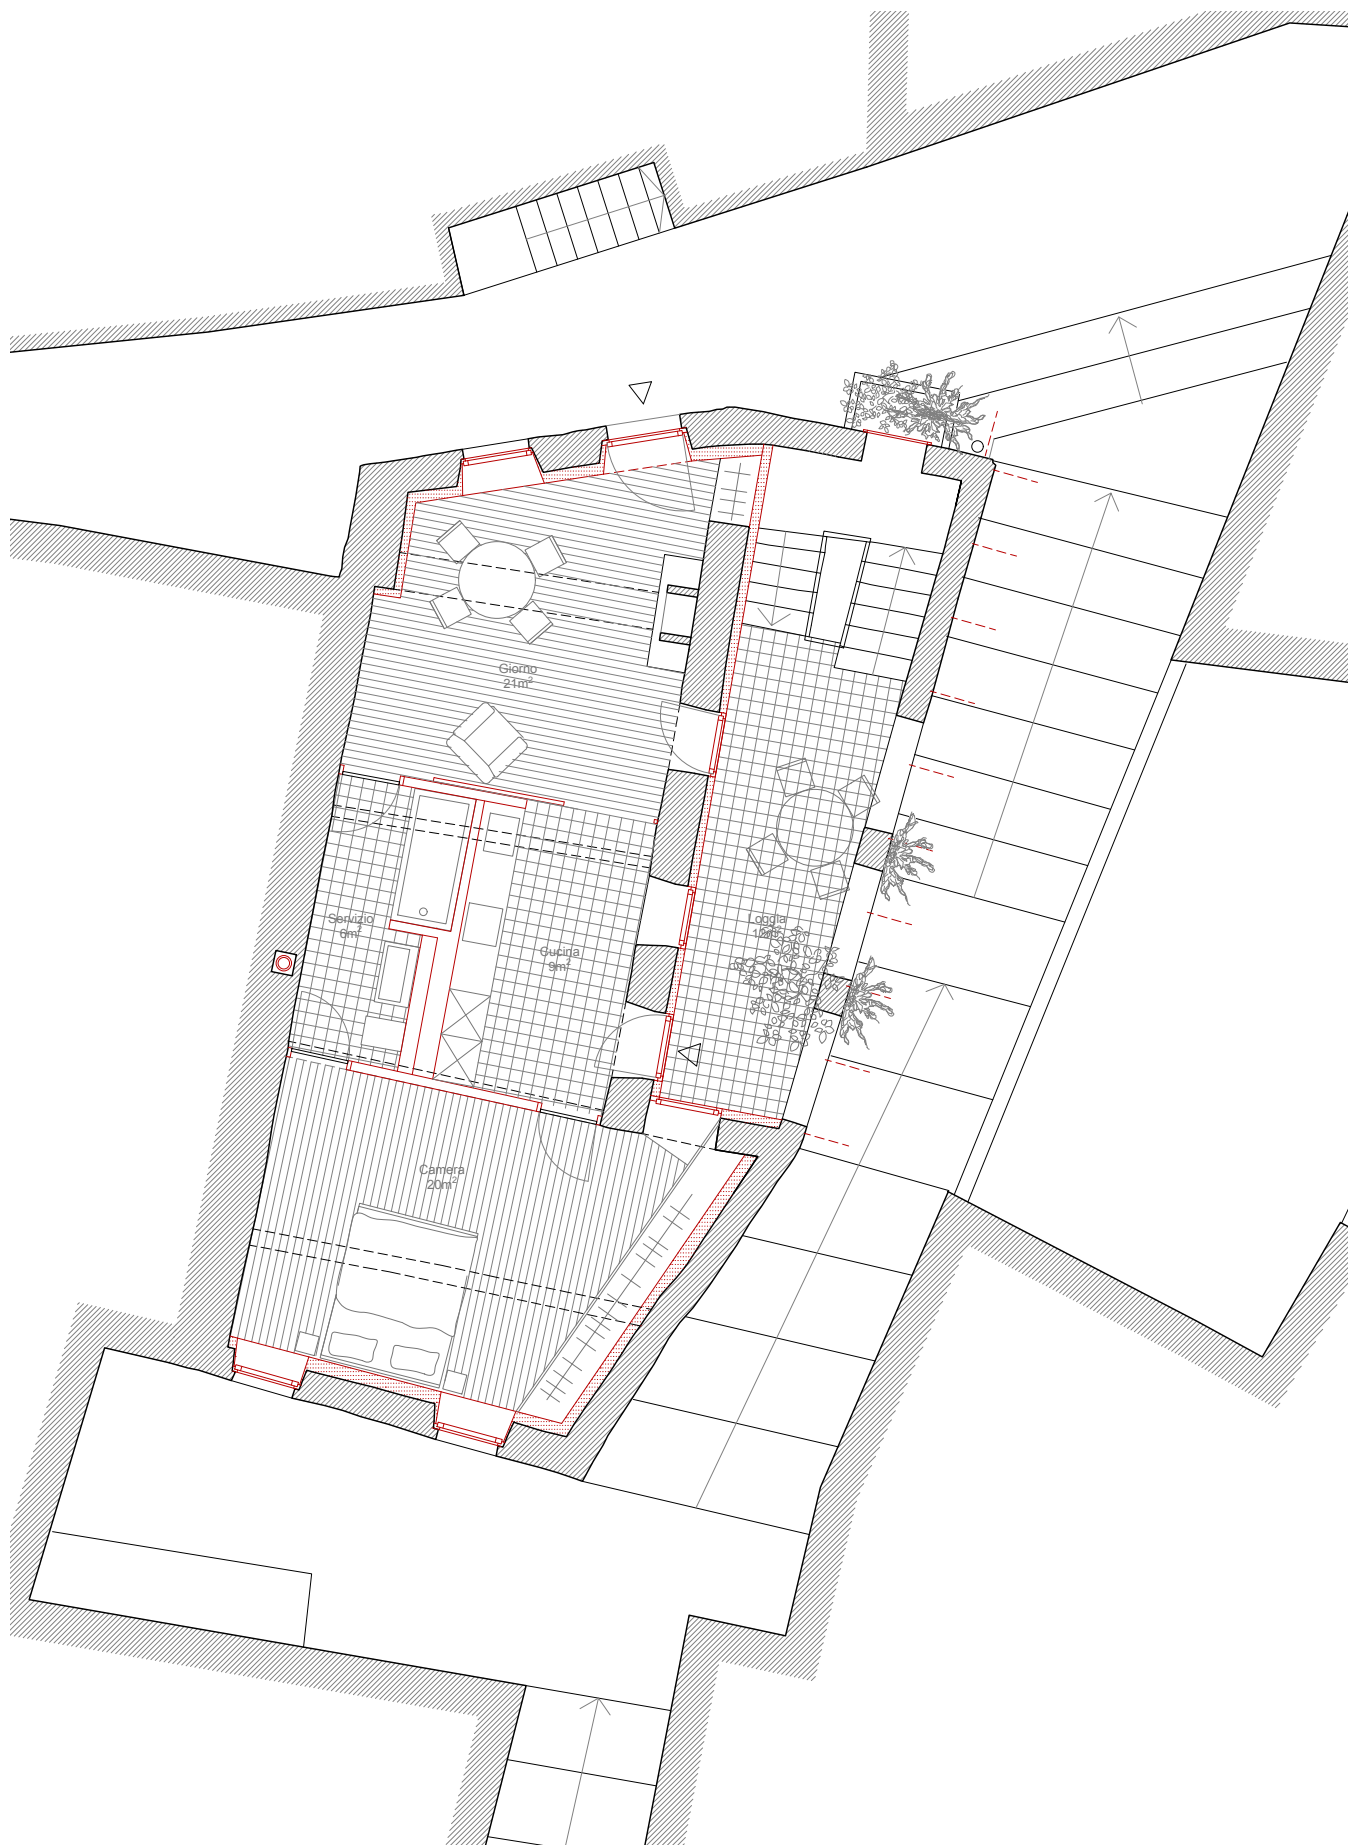 Giorno
21m²
Servizio
6m²
Cucina
9m²
Loggia
Camera
20m²